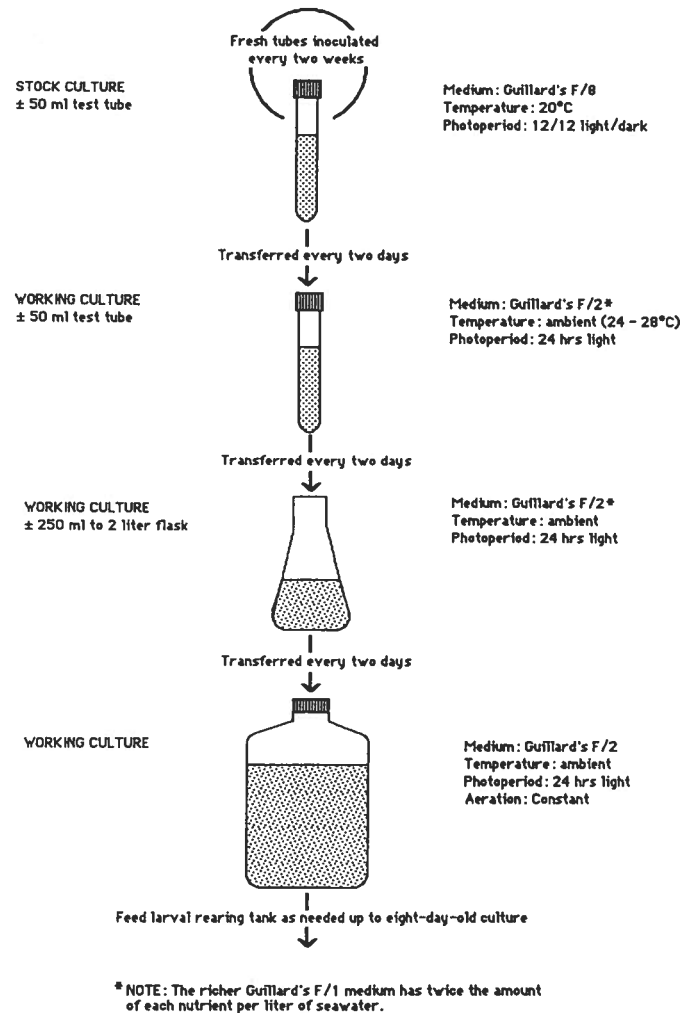 Fresh tubes inoculated
every two weeks
STOCK CULTURE
± 50 ml test tube
Medium: Guillard's F/8
Temperature: 20°C
Photoperiod: 12/12 light/dark
Transferred every two days
WORKING CULTURE
± 50 ml test tube
Medium: Guillard's F/2*
Temperature: ambient (24 - 28°C)
Photoperiod: 24 hrs light
Transferred every two days
WORKING CULTURE
± 250 ml to 2 liter flask
Medium: Guillard's F/2*
Temperature: ambient
Photoperiod: 24 hrs light
Transferred every two days
WORKING CULTURE
Medium: Guillard's F/2
Temperature: ambient
Photoperiod: 24 hrs light
Aeration: Constant
Feed larval rearing tank as needed up to eight-day-old culture
* NOTE: The richer Guillard's F/1 medium has twice the amount
of each nutrient per liter of seawater.